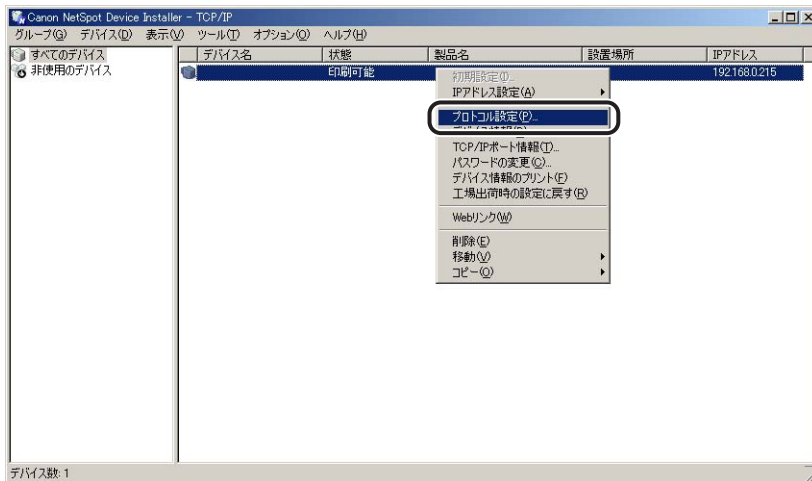 Canon NetSpot Device Installer - TCP/IP
グループ(G) デバイス(D) 表示(V) ツール(T) オプション(O) ヘルプ(H)
すべてのデバイス
非使用のデバイス
デバイス名 状態 製品名 設置場所 IPアドレス
印刷可能 192.168.0.215
初期設定(I)...
IPアドレス設定(A)
プロトコル設定(P)...
TCP/IPポート情報(T)...
パスワードの変更(C)...
デバイス情報のプリント(F)
工場出荷時の設定に戻す(R)
Webリンク(W)
削除(E)
移動(V)
コピー(O)
デバイス数: 1